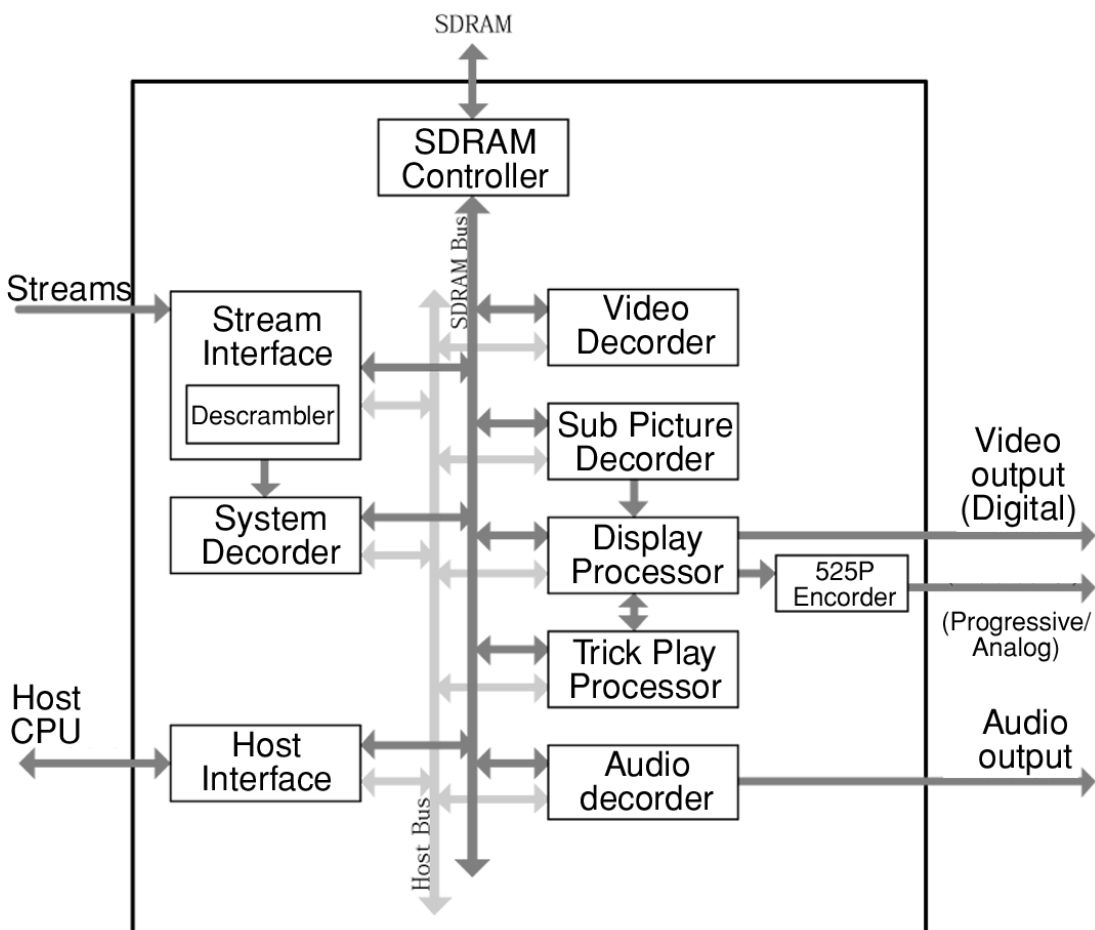 SDRAM
SDRAM
Controller
SDRAM Bus
Streams
Stream
Interface
Descrambler
Video
Decorder
Sub Picture
Decorder
System
Decorder
Display
Processor
525P
Encorder
Video
output
(Digital)
(Progressive/
Analog)
Trick Play
Processor
Host
CPU
Host
Interface
Host Bus
Audio
decorder
Audio
output